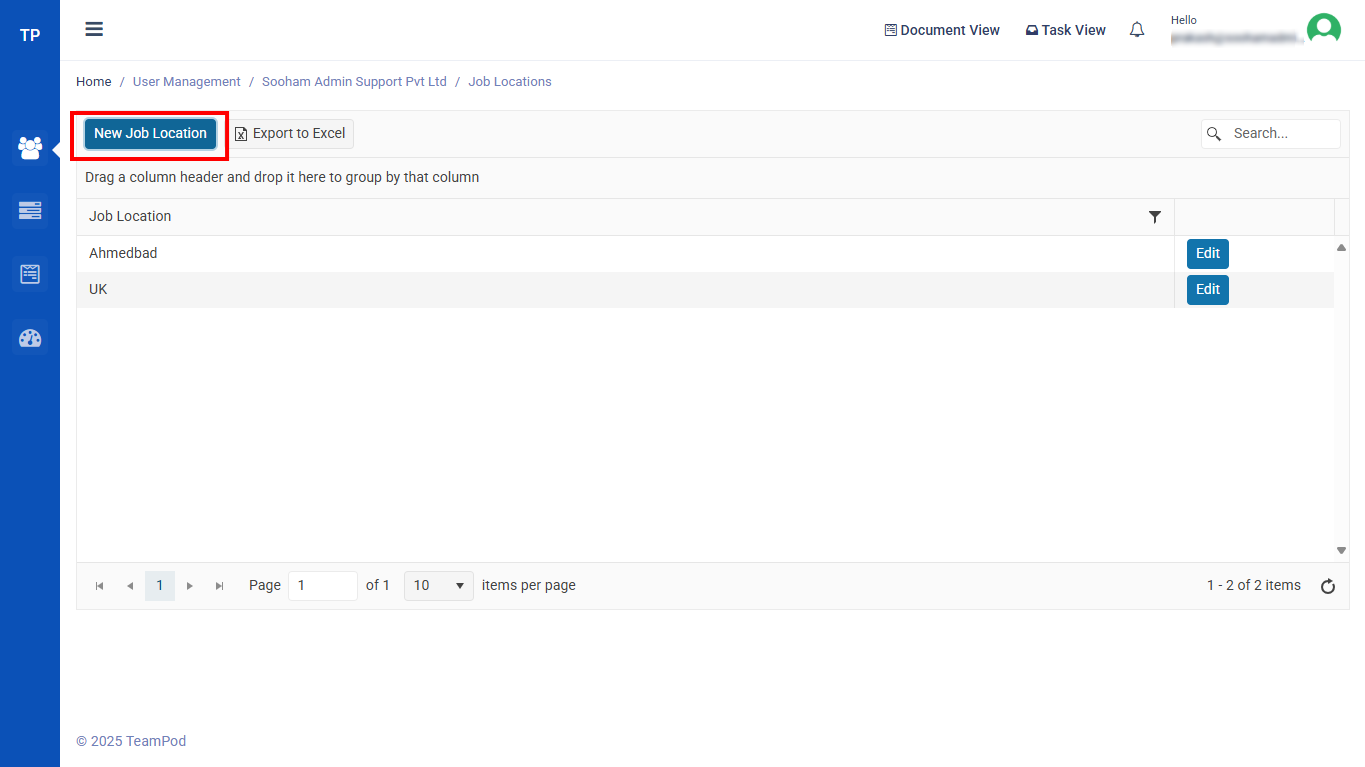 TP
Document View
Task View
Hello
Home / User Management / Sooham Admin Support Pvt Ltd / Job Locations
New Job Location
Export to Excel
Search...
Drag a column header and drop it here to group by that column
Job Location
Ahmedbad
Edit
UK
Edit
1
Page 1 of 1
10 items per page
1 - 2 of 2 items
© 2025 TeamPod